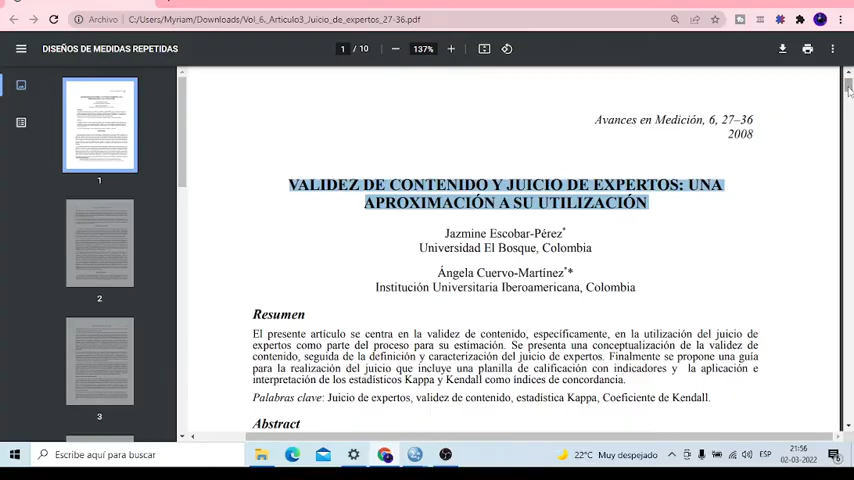 Archivo
C:/Users/Myriam/Downloads/Vol_6._Articulo3_Juicio_de_expertos_27-36.pdf
DISEÑOS DE MEDIDAS REPETIDAS
1 / 10
137%
Avances en Medición, 6, 27–36
2008
VALIDEZ DE CONTENIDO Y JUICIO DE EXPERTOS: UNA
APROXIMACIÓN A SU UTILIZACIÓN
Jazmine Escobar-Pérez*
Universidad El Bosque, Colombia
Ángela Cuervo-Martínez**
Institución Universitaria Iberoamericana, Colombia
Resumen
El presente artículo se centra en la validez de contenido, específicamente, en la utilización del juicio de
expertos como parte del proceso para su estimación. Se presenta una conceptualización de la validez de
contenido, seguida de la definición y caracterización del juicio de expertos. Finalmente se propone una guía
para la realización del juicio que incluye una planilla de calificación con indicadores y la aplicación e
interpretación de los estadísticos Kappa y Kendall como índices de concordancia.
Palabras clave: Juicio de expertos, validez de contenido, estadística Kappa, Coeficiente de Kendall.
Abstract
1
2
3
Escribe aquí para buscar
22°C Muy despejado
ESP
21:56
02-03-2022